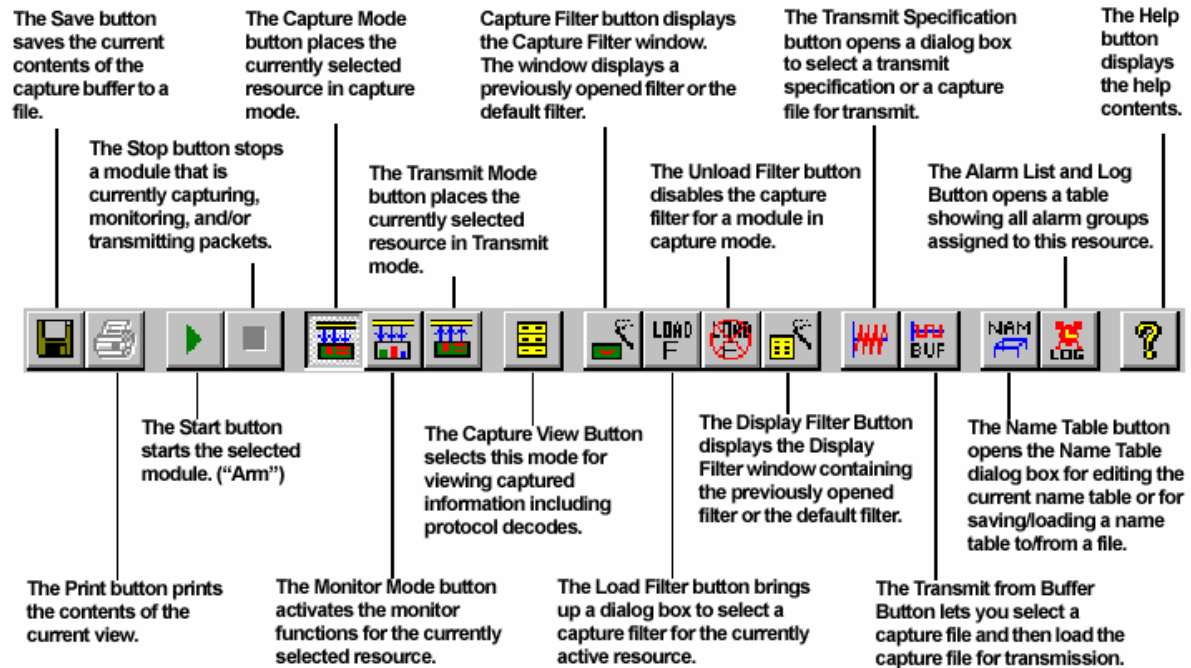 The Save button
saves the current
contents of the
capture buffer to a
file.
The Capture Mode
button places the
currently selected
resource in capture
mode.
Capture Filter button displays
the Capture Filter window.
The window displays a
previously opened filter or the
default filter.
The Transmit Specification
button opens a dialog box
to select a transmit
specification or a capture
file for transmit.
The Help
button
displays
the help
contents.
The Stop button stops
a module that is
currently capturing,
monitoring, and/or
transmitting packets.
The Transmit Mode
button places the
currently selected
resource in Transmit
mode.
The Unload Filter button
disables the capture
filter for a module in
capture mode.
The Alarm List and Log
Button opens a table
showing all alarm groups
assigned to this resource.
LOAD
F
LOAD
F
BUF
NAM
LOG
?
The Start button
starts the selected
module. (“Arm”)
The Capture View Button
selects this mode for
viewing captured
information including
protocol decodes.
The Display Filter Button
displays the Display
Filter window containing
the previously opened
filter or the default filter.
The Name Table button
opens the Name Table
dialog box for editing the
current name table or for
saving/loading a name
table to/from a file.
The Print button prints
the contents of the
current view.
The Monitor Mode button
activates the monitor
functions for the currently
selected resource.
The Load Filter button brings
up a dialog box to select a
capture filter for the currently
active resource.
The Transmit from Buffer
Button lets you select a
capture file and then load the
capture file for transmission.